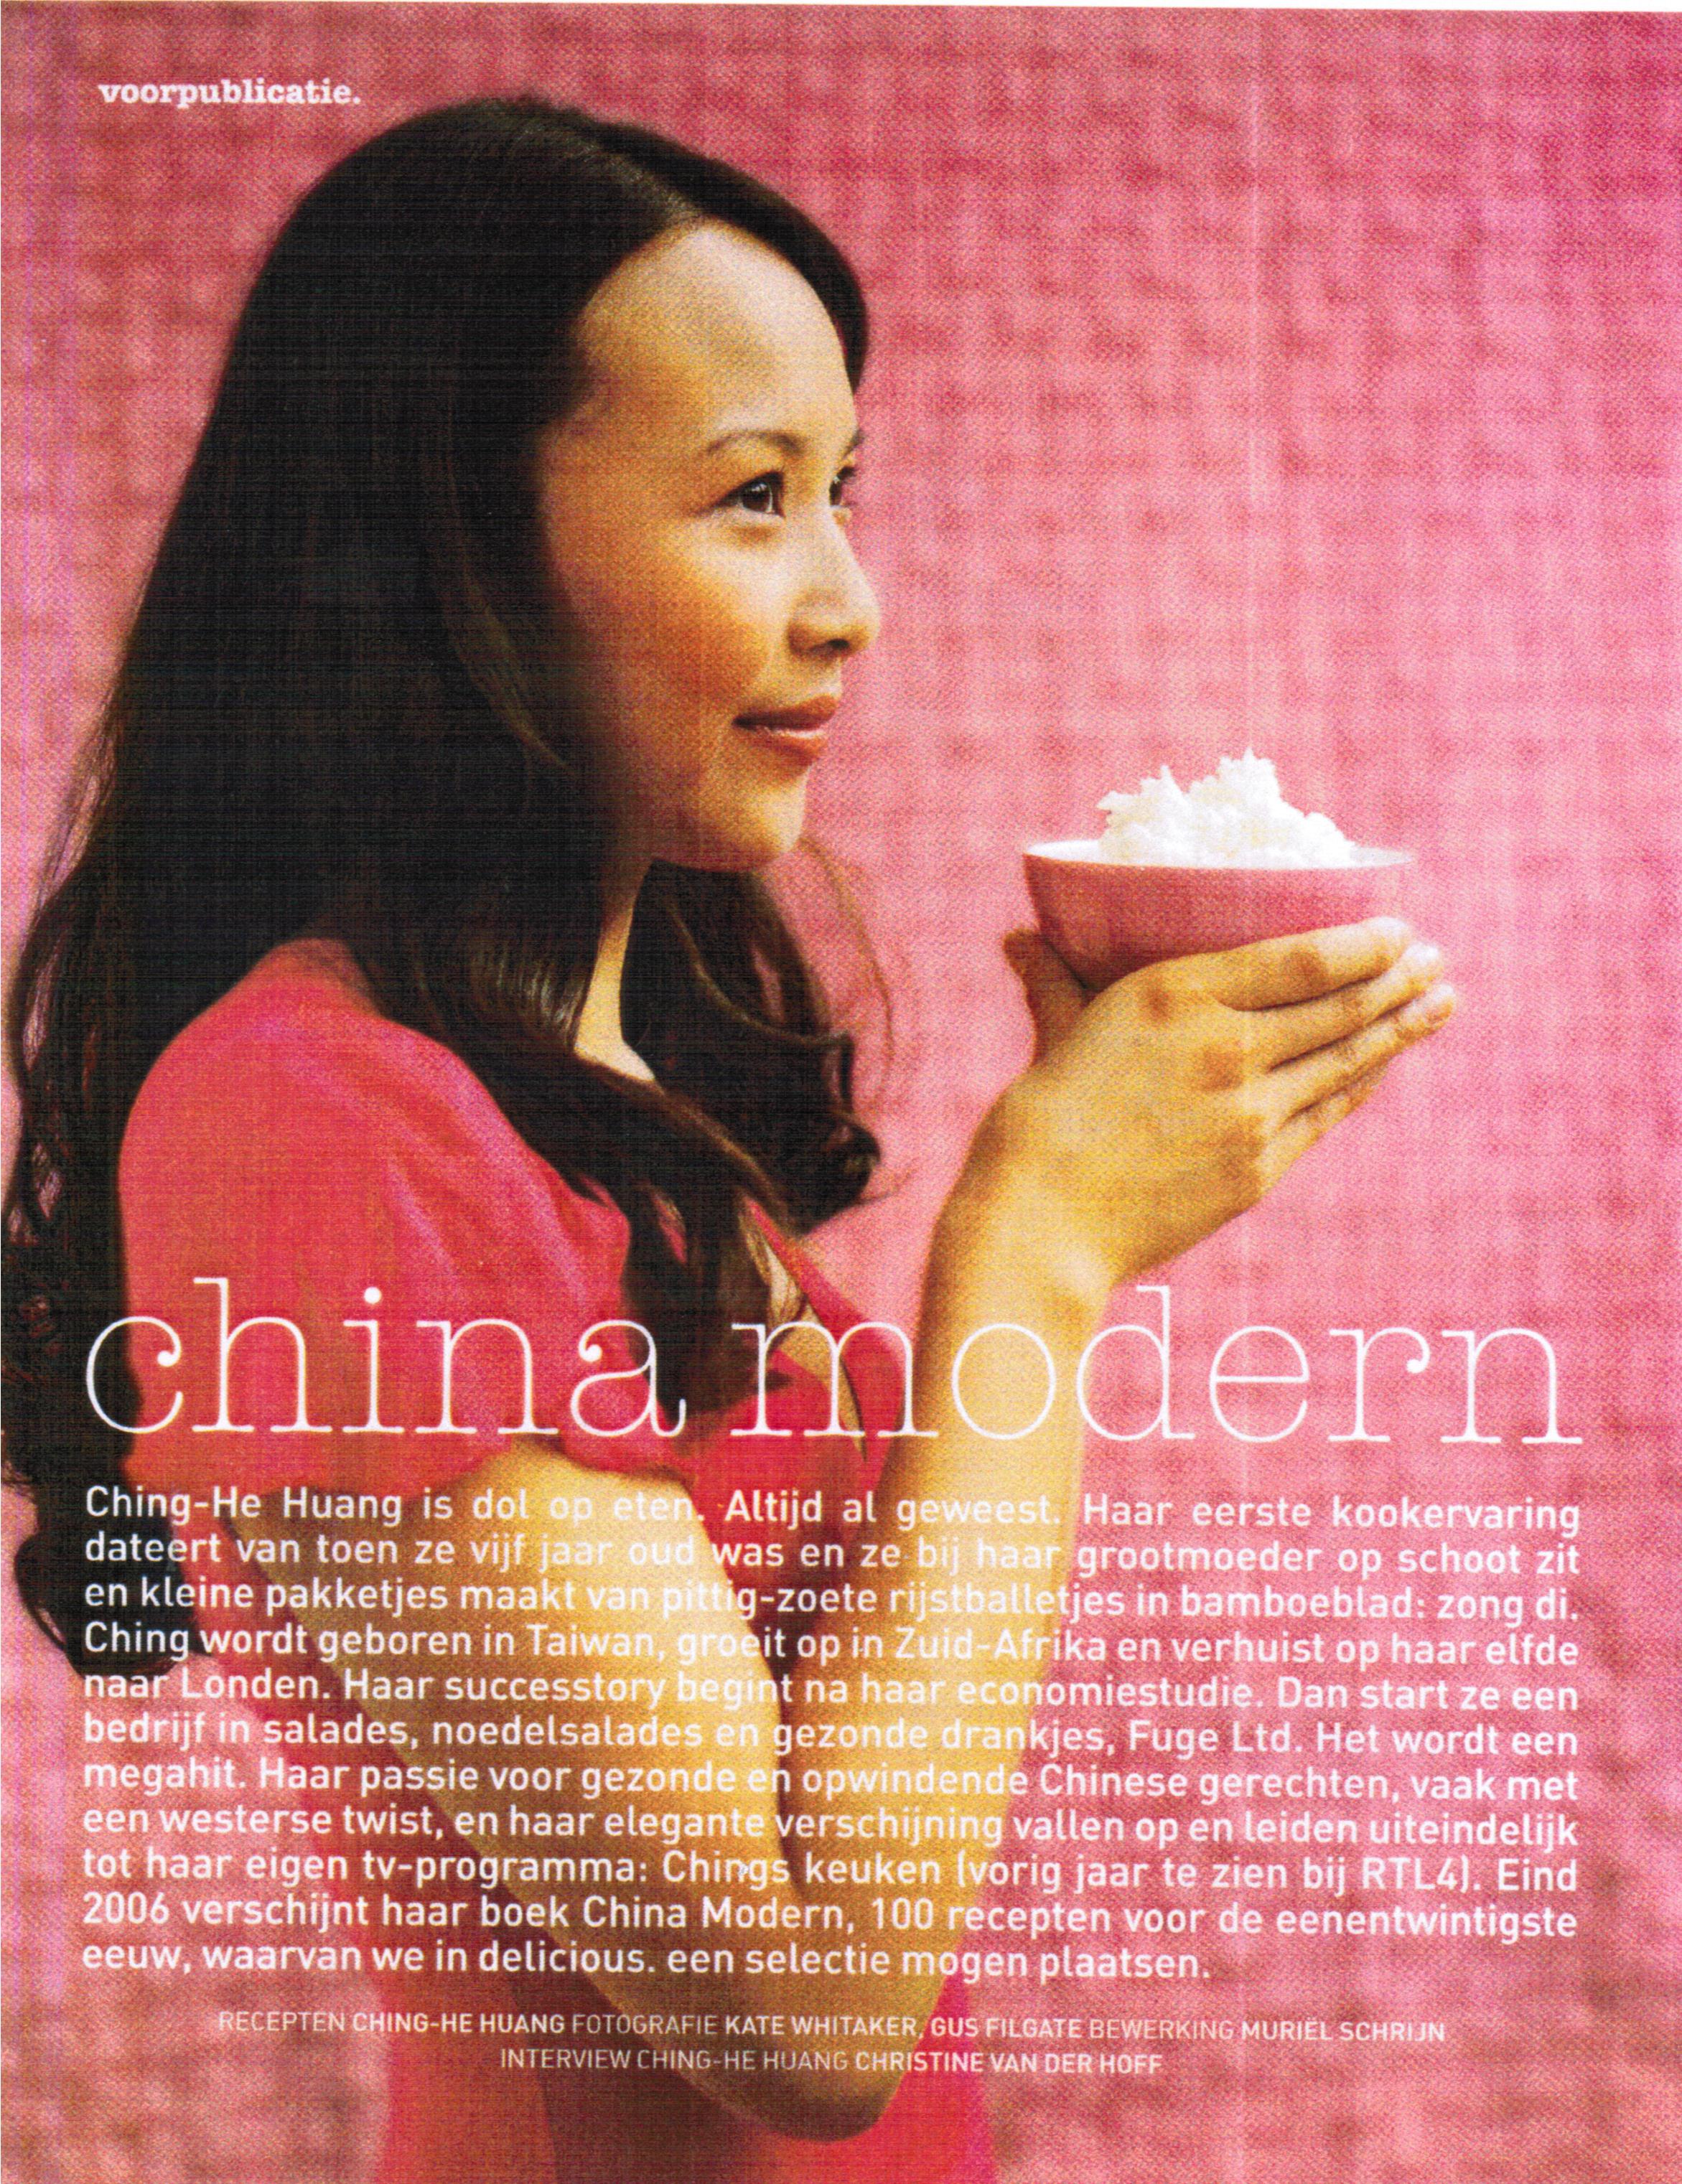 voorpublicatie.
china modern
Ching-He Huang is dol op eten. Altijd al geweest. Haar eerste kookervaring
dateert van toen ze vijf jaar oud was en ze bij haar grootmoeder op schoot zit
en kleine pakketjes maakt van pittig-zoete rijstballetjes in bamboeblad: zong di.
Ching wordt geboren in Taiwan, groeit op in Zuid-Afrika en verhuist op haar elfde
naar Londen. Haar successtory begint na haar economiestudie. Dan start ze een
bedrijf in salades, noedelsalades en gezonde drankjes, Fuge Ltd. Het wordt een
megahit. Haar passie voor gezonde en opwindende Chinese gerechten, vaak met
een westerse twist, en haar elegante verschijning vallen op en leiden uiteindelijk
tot haar eigen tv-programma: Chings keuken (vorig jaar te zien bij RTL4). Eind
2006 verschijnt haar boek China Modern, 100 recepten voor de eenentwintigste
eeuw, waarvan we in delicious. een selectie mogen plaatsen.
RECEPTEN CHING-HE HUANG FOTOGRAFIE KATE WHITAKER, GUS FILGATE BEWERKING MURIËL SCHRIJN
INTERVIEW CHING-HE HUANG CHRISTINE VAN DER HOFF